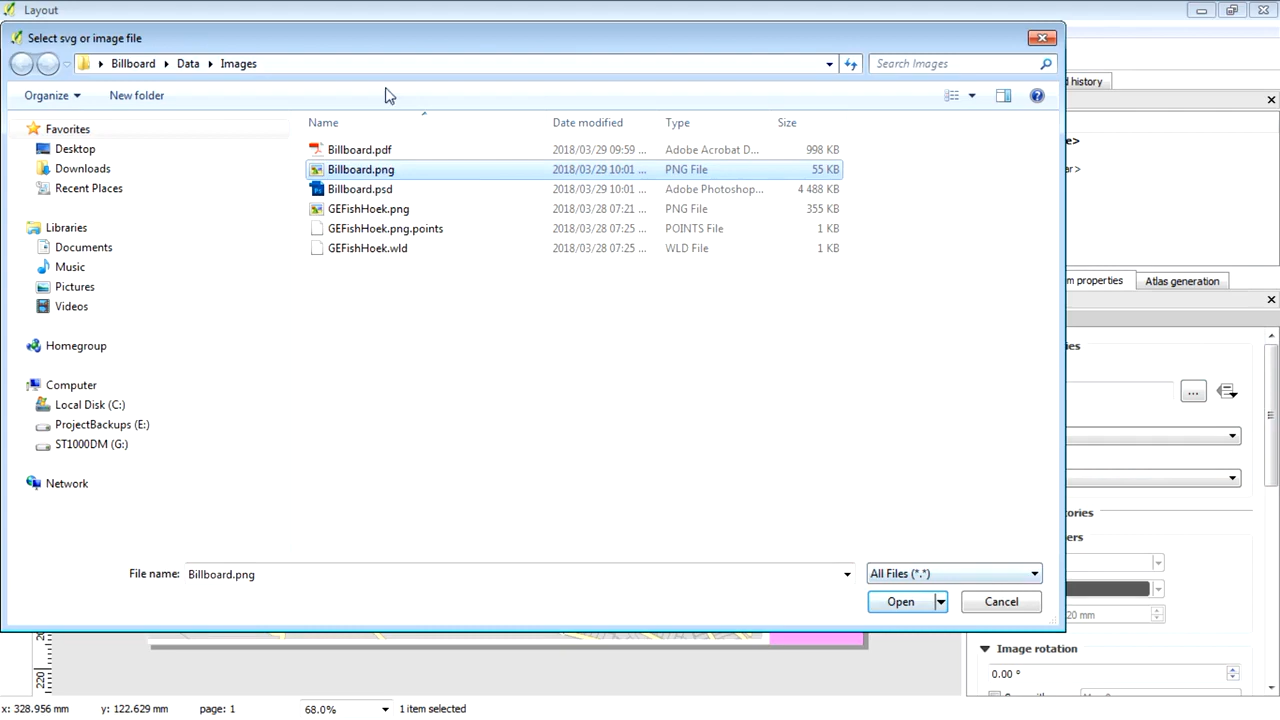 Layout
Select svg or image file
Billboard Data Images
Search Images
Organize New folder
d history
Name Date modified Type Size
Favorites
Desktop
Downloads
Recent Places
Libraries
Documents
Music
Pictures
Videos
Homegroup
Computer
Local Disk (C:)
ProjectBackups (E:)
ST1000DM (G:)
Network
Billboard.pdf 2018/03/29 09:59 ... Adobe Acrobat D... 998 KB
Billboard.png 2018/03/29 10:01 ... PNG File 55 KB
Billboard.psd 2018/03/29 10:01 ... Adobe Photoshop... 4 488 KB
GEFishHoek.png 2018/03/28 07:21 ... PNG File 355 KB
GEFishHoek.png.points 2018/03/28 07:25 ... POINTS File 1 KB
GEFishHoek.wld 2018/03/28 07:25 ... WLD File 1 KB
e>
ar>
m properties Atlas generation
ies
...
tories
ers
20 mm
File name: Billboard.png All Files (*.*)
Open Cancel
Image rotation
0.00 °
x: 328.956 mm y: 122.629 mm page: 1 68.0% 1 item selected
220